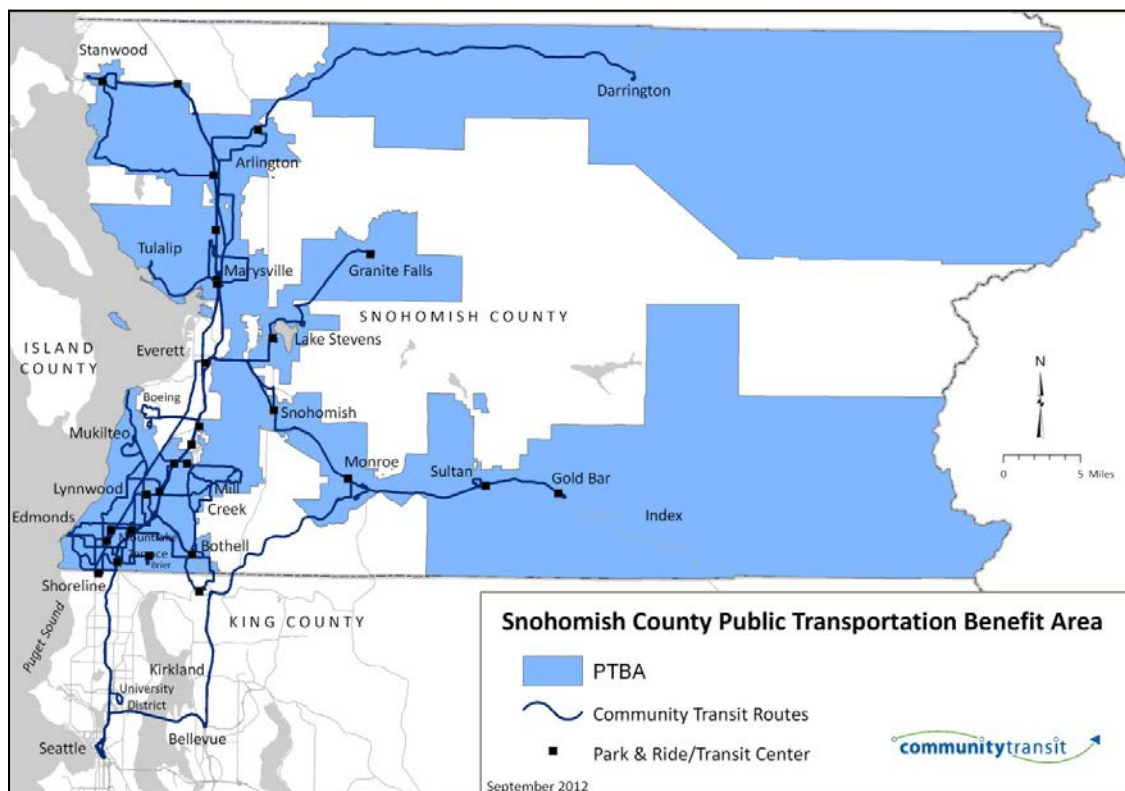 Stanwood
Darrington
Arlington
Tulalip
Marysville
Granite Falls
SNOHOMISH COUNTY
ISLAND
COUNTY
Everett
Lake Stevens
N
Boeing
Snohomish
Mukilteo
0 5 Miles
Monroe
Sultan
Gold Bar
Lynnwood
Mill
Creek
Edmonds
Index
Mountlake
Terrace
Brier
Bothell
Shoreline
Puget Sound
KING COUNTY
Kirkland
University
District
Seattle
Bellevue
Snohomish County Public Transportation Benefit Area
PTBA
Community Transit Routes
Park & Ride/Transit Center
communitytransit
September 2012